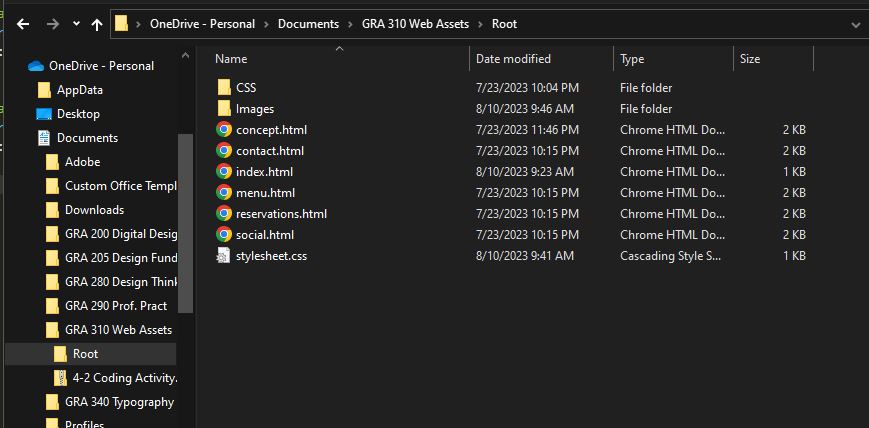 OneDrive - Personal > Documents > GRA 310 Web Assets > Root
Name Date modified Type Size
OneDrive - Personal
AppData
Desktop
Documents
Adobe
Custom Office Templ
Downloads
GRA 200 Digital Desig
GRA 205 Design Fund
GRA 280 Design Think
GRA 290 Prof. Pract
GRA 310 Web Assets
Root
4-2 Coding Activity.
GRA 340 Typography
Profiles
CSS 7/23/2023 10:04 PM File folder
Images 8/10/2023 9:46 AM File folder
concept.html 7/23/2023 11:46 PM Chrome HTML Do... 2 KB
contact.html 7/23/2023 10:15 PM Chrome HTML Do... 2 KB
index.html 8/10/2023 9:23 AM Chrome HTML Do... 1 KB
menu.html 7/23/2023 10:15 PM Chrome HTML Do... 2 KB
reservations.html 7/23/2023 10:15 PM Chrome HTML Do... 2 KB
social.html 7/23/2023 10:15 PM Chrome HTML Do... 2 KB
stylesheet.css 8/10/2023 9:41 AM Cascading Style S... 1 KB